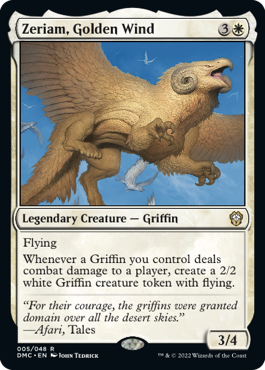 Zeriam, Golden Wind 3
Legendary Creature — Griffin
Flying
Whenever a Griffin you control deals
combat damage to a player, create a 2/2
white Griffin creature token with flying.
“For their courage, the griffins were granted
domain over all the desert skies.”
—Afari, Tales
3/4
005/048 R
DMC • EN JOHN TEDRICK
™ & © 2022 Wizards of the Coast